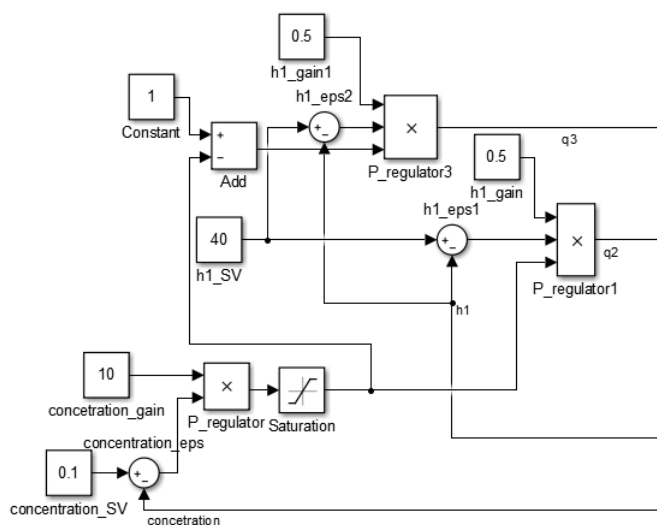 0.5
h1_gain1
1
Constant
h1_eps2
+
−
+
−
Add
×
P_regulator3
q3
0.5
h1_gain
40
h1_SV
h1_eps1
+
−
×
P_regulator1
q2
h1
10
concetration_gain
×
P_regulator
Saturation
concentration_eps
0.1
concentration_SV
+
−
concetration